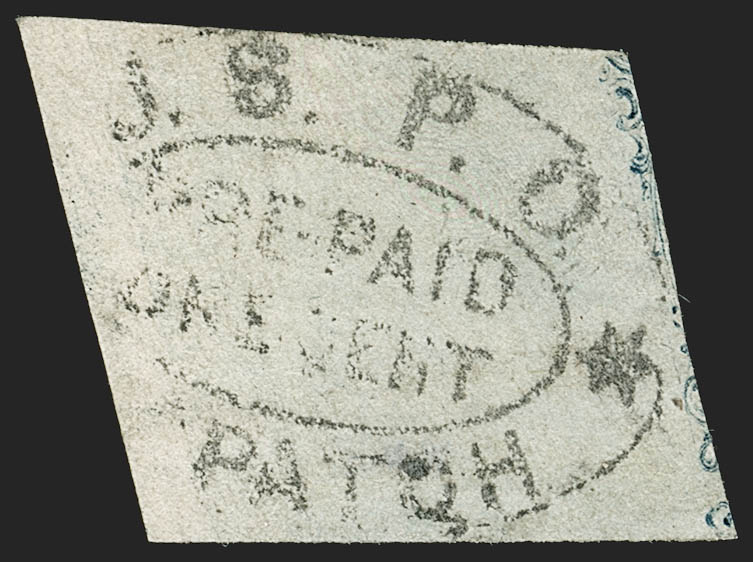 U. S. P. O
PRE-PAID
ONE CENT
PATCH